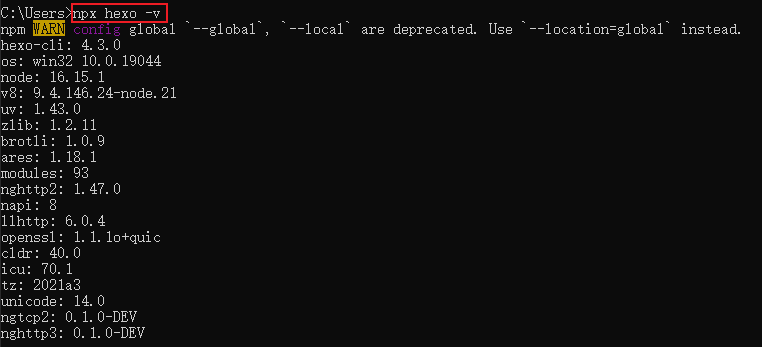 C:\Users>npx hexo -v
npm WARN config global `--global`, `--local` are deprecated. Use `--location=global` instead.
hexo-cli: 4.3.0
os: win32 10.0.19044
node: 16.15.1
v8: 9.4.146.24-node.21
uv: 1.43.0
zlib: 1.2.11
brotli: 1.0.9
ares: 1.18.1
modules: 93
nghttp2: 1.47.0
napi: 8
llhttp: 6.0.4
openssl: 1.1.1o+quic
cldr: 40.0
icu: 70.1
tz: 2021a3
unicode: 14.0
ngtcp2: 0.1.0-DEV
nghttp3: 0.1.0-DEV